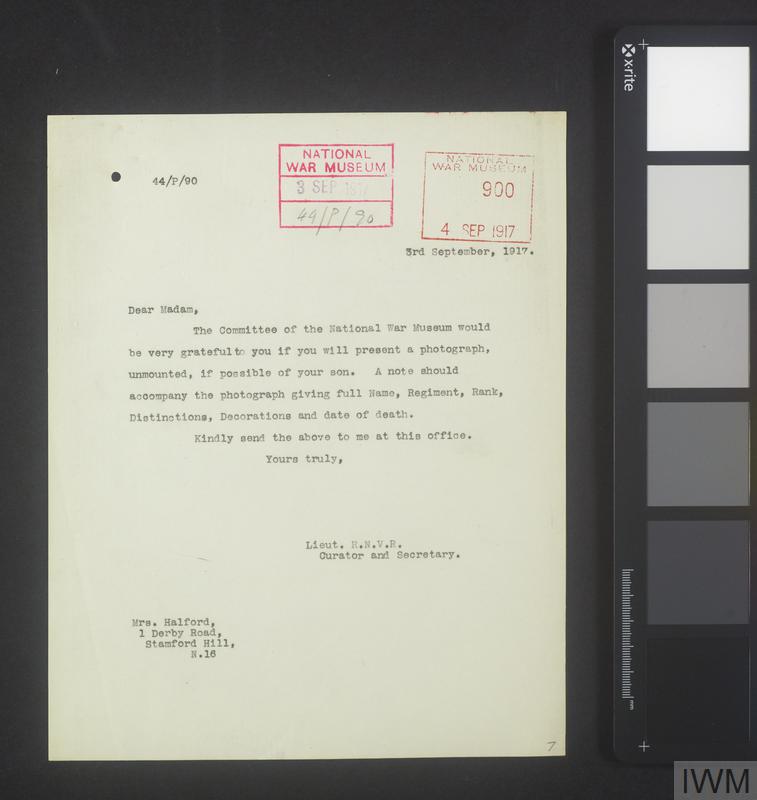 44/P/90
NATIONAL
WAR MUSEUM
3 SEP 1917
44/P/90
NATIONAL
WAR MUSEUM
900
4 SEP 1917
3rd September, 1917.
Dear Madam,
The Committee of the National War Museum would
be very gratefulto you if you will present a photograph,
unmounted, if possible of your son. A note should
accompany the photograph giving full Name, Regiment, Rank,
Distinctions, Decorations and date of death.
Kindly send the above to me at this office.
Yours truly,
Lieut. R.N.V.R.
Curator and Secretary.
Mrs. Halford,
1 Derby Road,
Stamford Hill,
N.16
7
x·rite
mm
IWM